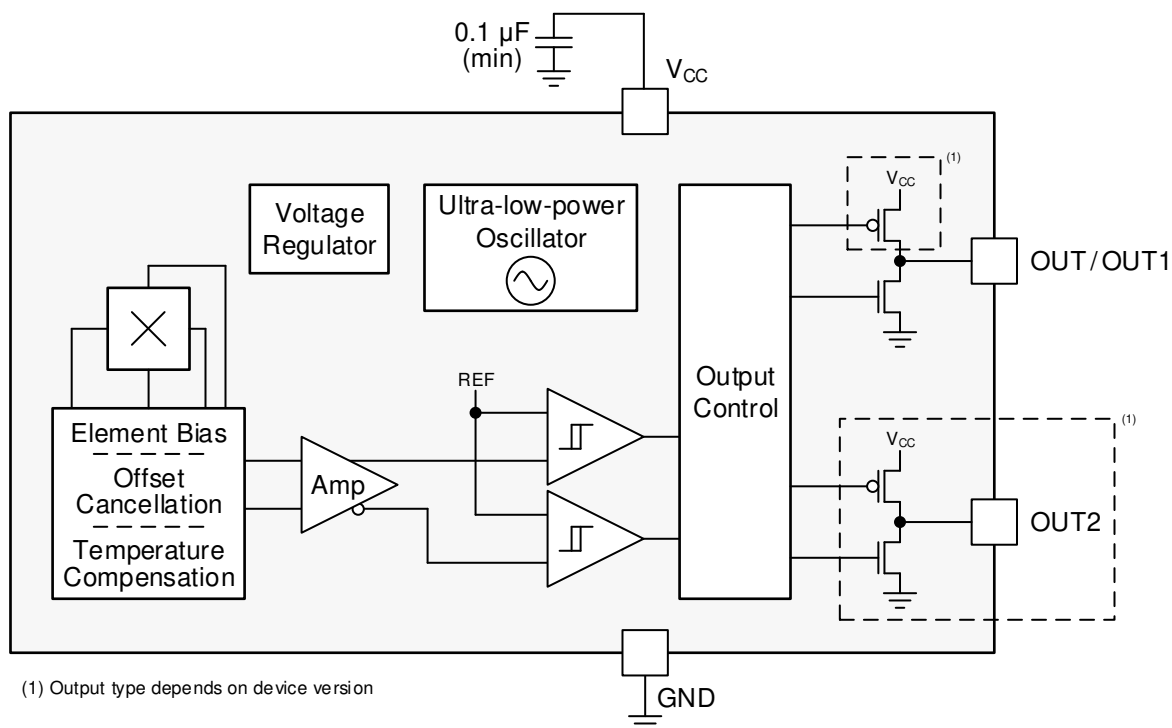 0.1 µF
(min)
VCC
(1)
VCC
Voltage
Regulator
Ultra-low-power
Oscillator
OUT/OUT1
REF
Output
Control
Element Bias
Offset
Cancellation
Temperature
Compensation
Amp
(1)
VCC
OUT2
GND
(1) Output type depends on device version